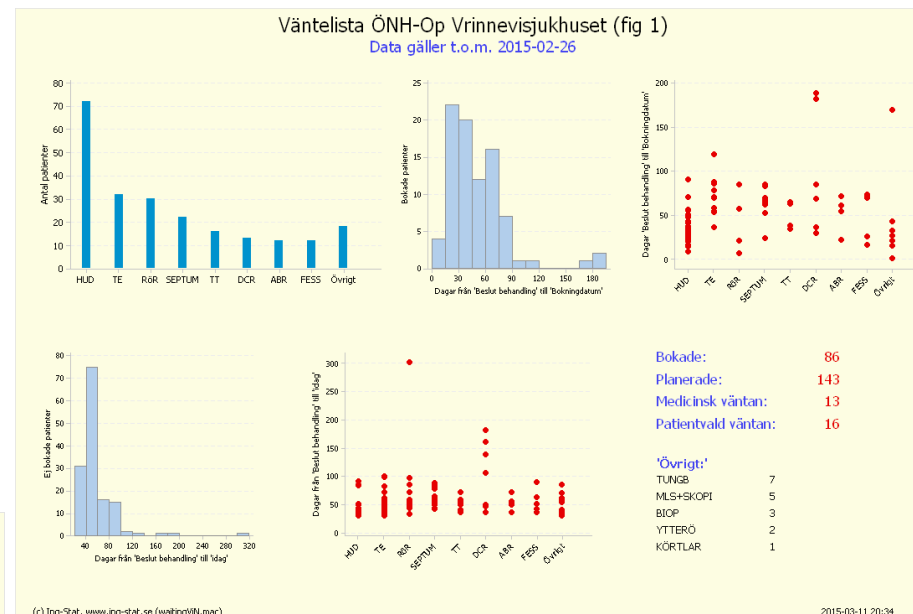 Väntelista ÖNH-Op Vrinnevisjukhuset (fig 1)
Data gäller t.o.m. 2015-02-26
Antal patienter
80
70
60
50
40
30
20
10
0
HUD TE RöR SEPTUM TT DCR ABR FESS Övrigt
Bokade patienter
25
20
15
10
5
0
0 30 60 90 120 150 180
Dagar från 'Beslut behandling' till 'Bokningdatum'
Dagar från 'Beslut behandling' till 'Bokningdatum'
200
150
100
50
0
HUD TE RÖR SEPTUM TT DCR ABR FESS Övrigt
Ej bokade patienter
80
70
60
50
40
30
20
10
0
40 80 120 160 200 240 280 320
Dagar från 'Beslut behandling' till 'idag'
Dagar från 'Beslut behandling' till 'idag'
300
250
200
150
100
50
0
HUD TE RÖR SEPTUM TT DCR ABR FESS Övrigt
Bokade: 86
Planerade: 143
Medicinsk väntan: 13
Patientvald väntan: 16
'Övrigt:'
TUNGB 7
MLS+SKOPI 5
BIOP 3
YTTERÖ 2
KÖRTLAR 1
(c) Ing-Stat, www.ing-stat.se (waitingViN.mac)
2015-03-11 20:34